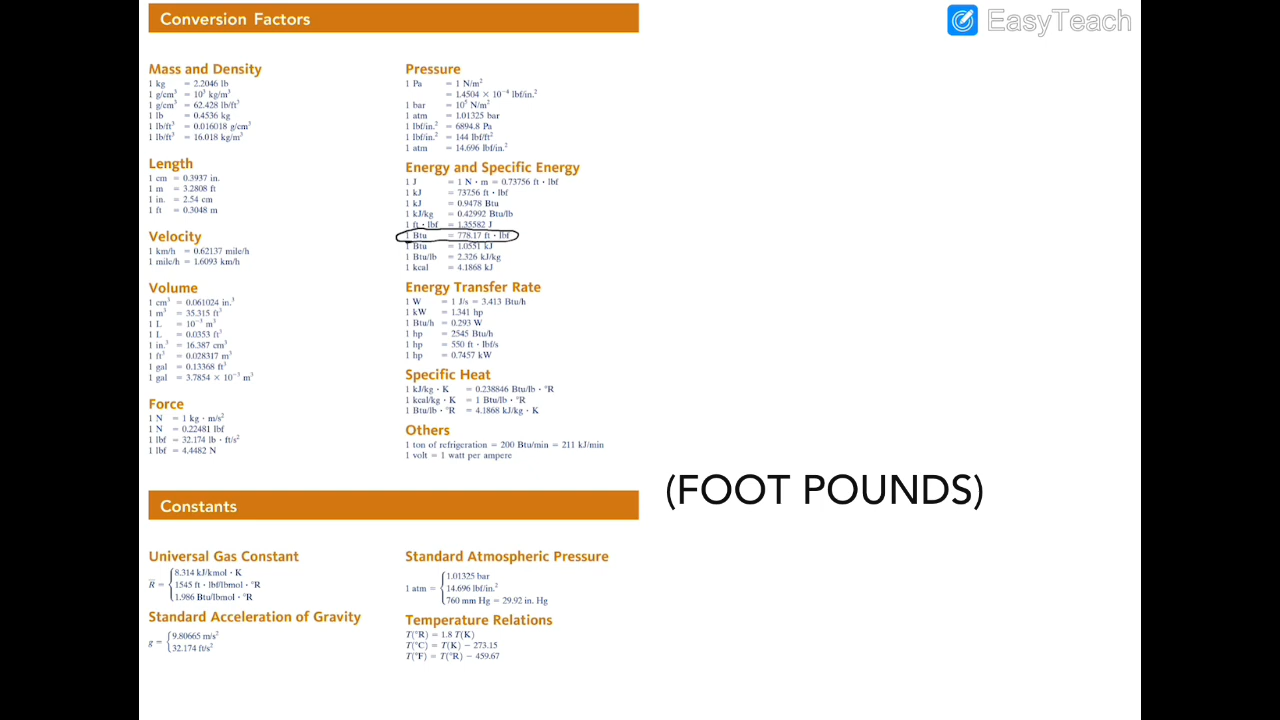 Conversion Factors
EasyTeach
Mass and Density
1 kg = 2.2046 lb
1 g/cm³ = 10³ kg/m³
1 g/cm³ = 62.428 lb/ft³
1 lb = 0.4536 kg
1 lb/ft³ = 0.016018 g/cm³
1 lb/ft³ = 16.018 kg/m³
Length
1 cm = 0.3937 in.
1 m = 3.2808 ft
1 in. = 2.54 cm
1 ft = 0.3048 m
Velocity
1 km/h = 0.62137 mile/h
1 mile/h = 1.6093 km/h
Volume
1 cm³ = 0.061024 in.³
1 m³ = 35.315 ft³
1 L = 10⁻³ m³
1 L = 0.0353 ft³
1 in.³ = 16.387 cm³
1 ft³ = 0.028317 m³
1 gal = 0.13368 ft³
1 gal = 3.7854 × 10⁻³ m³
Force
1 N = 1 kg · m/s²
1 N = 0.22481 lbf
1 lbf = 32.174 lb · ft/s²
1 lbf = 4.4482 N
Pressure
1 Pa = 1 N/m²
= 1.4504 × 10⁻⁴ lbf/in.²
1 bar = 10⁵ N/m²
1 atm = 1.01325 bar
1 lbf/in.² = 6894.8 Pa
1 lbf/in.² = 144 lbf/ft²
1 atm = 14.696 lbf/in.²
Energy and Specific Energy
1 J = 1 N · m = 0.73756 ft · lbf
1 kJ = 737.56 ft · lbf
1 kJ = 0.9478 Btu
1 kJ/kg = 0.42992 Btu/lb
1 ft · lbf = 1.35582 J
1 Btu = 778.17 ft · lbf
1 Btu = 1.0551 kJ
1 Btu/lb = 2.326 kJ/kg
1 kcal = 4.1868 kJ
Energy Transfer Rate
1 W = 1 J/s = 3.413 Btu/h
1 kW = 1.341 hp
1 Btu/h = 0.293 W
1 hp = 2545 Btu/h
1 hp = 550 ft · lbf/s
1 hp = 0.7457 kW
Specific Heat
1 kJ/kg · K = 0.238846 Btu/lb · °R
1 kcal/kg · K = 1 Btu/lb · °R
1 Btu/lb · °R = 4.1868 kJ/kg · K
Others
1 ton of refrigeration = 200 Btu/min = 211 kJ/min
1 volt = 1 watt per ampere
(FOOT POUNDS)
Constants
Universal Gas Constant
8.314 kJ/kmol · K
R̅ = 1545 ft · lbf/lbmol · °R
1.986 Btu/lbmol · °R
Standard Acceleration of Gravity
9.80665 m/s²
g =
32.174 ft/s²
Standard Atmospheric Pressure
1.01325 bar
1 atm = 14.696 lbf/in.²
760 mm Hg = 29.92 in. Hg
Temperature Relations
T(°R) = 1.8 T(K)
T(°C) = T(K) − 273.15
T(°F) = T(°R) − 459.67